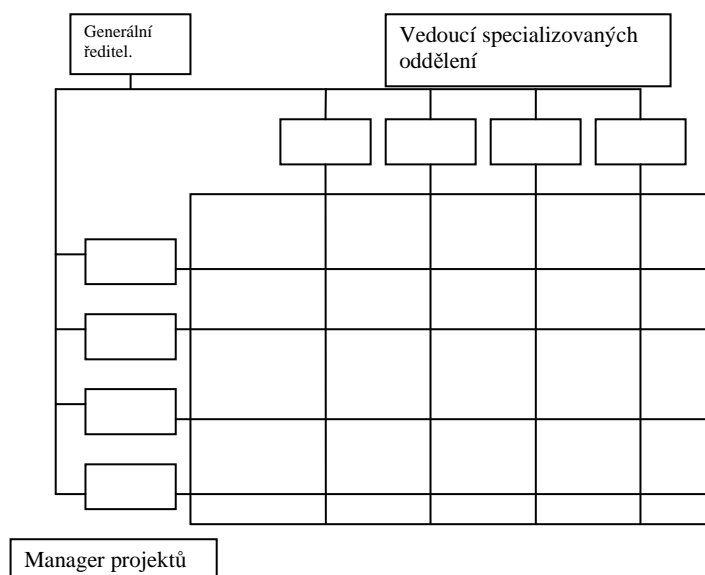 Generální
ředitel.
Vedoucí specializovaných
oddělení
Manager projektů